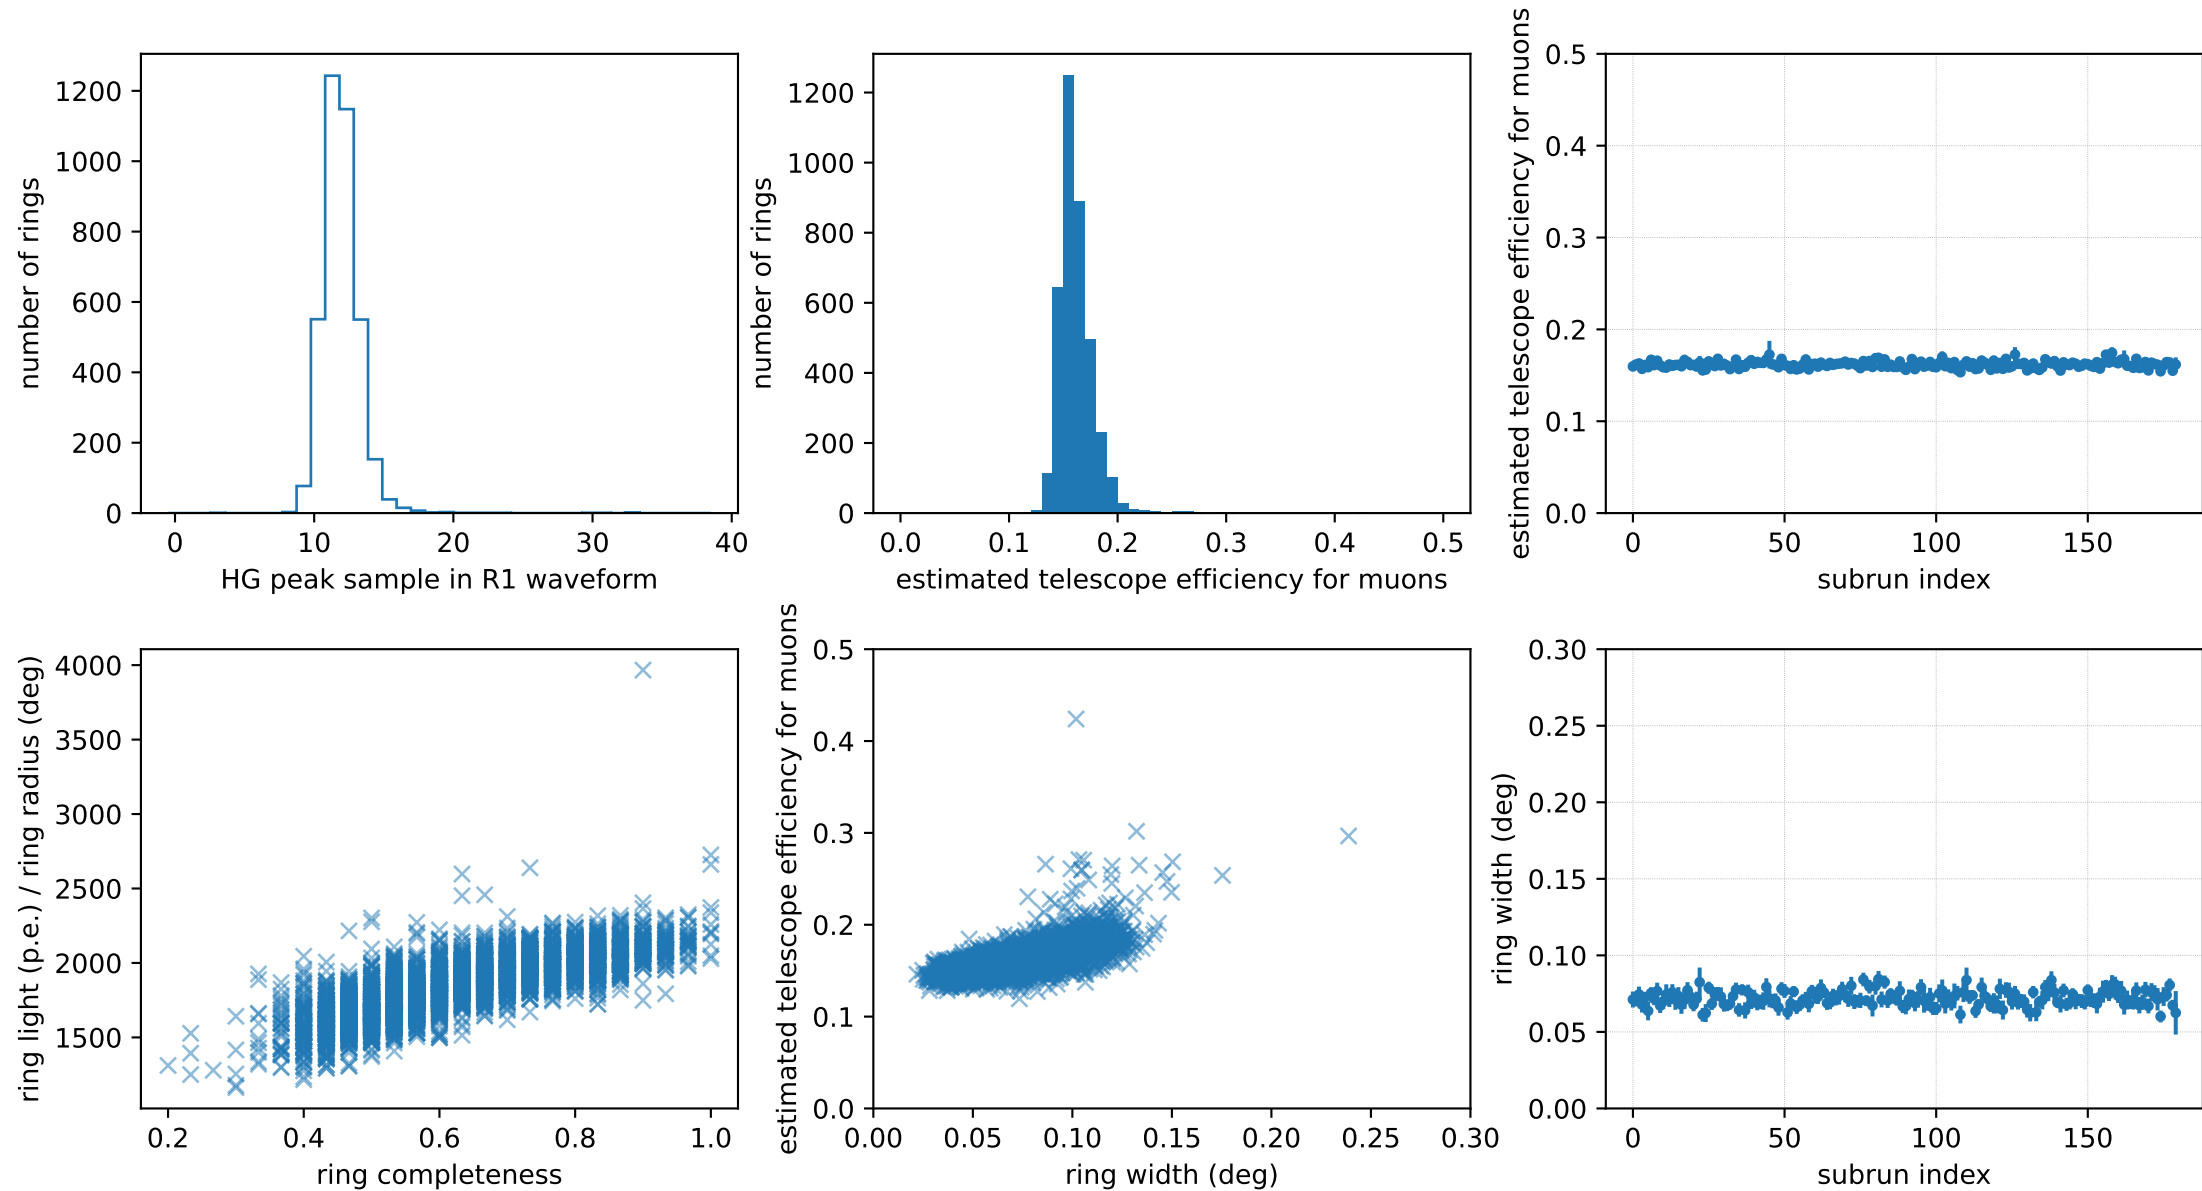 number of rings
1200
1000
800
600
400
200
0
0 10 20 30 40
HG peak sample in R1 waveform
number of rings
1200
1000
800
600
400
200
0
0.0 0.1 0.2 0.3 0.4 0.5
estimated telescope efficiency for muons
estimated telescope efficiency for muons
0.5
0.4
0.3
0.2
0.1
0.0
0 50 100 150
subrun index
ring light (p.e.) / ring radius (deg)
4000
3500
3000
2500
2000
1500
0.2 0.4 0.6 0.8 1.0
ring completeness
estimated telescope efficiency for muons
0.5
0.4
0.3
0.2
0.1
0.0
0.00 0.05 0.10 0.15 0.20 0.25 0.30
ring width (deg)
ring width (deg)
0.30
0.25
0.20
0.15
0.10
0.05
0.00
0 50 100 150
subrun index